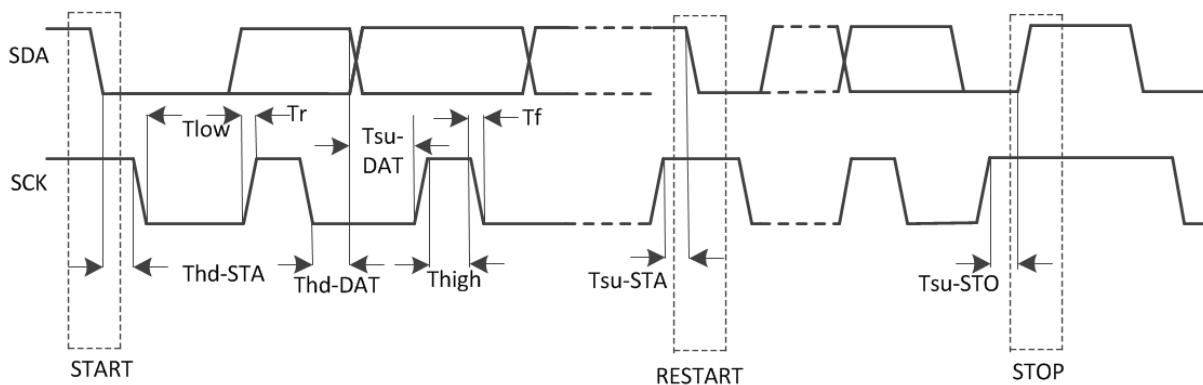 SDA
Tlow
Tr
Tsu-
DAT
Tf
SCK
Thd-STA
Thd-DAT
Thigh
Tsu-STA
Tsu-STO
START
RESTART
STOP